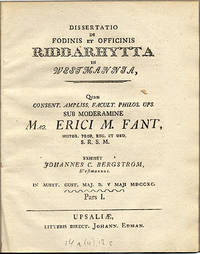 DISSERTATIO
DE
FODINIS ET OFFICINIS
RIDDARHYTTA
IN
WESTMANNIA,
QUAM
CONSENT. AMPLISS. FACULT. PHILOS. UPS.
SUB MODERAMINE
MAG. ERICI M. FANT,
HISTOR. PROF. REG. ET ORD.
S. R. S. M.
EXHIBET
JOHANNES C. BERGSTROM,
Westmannus.
IN AUDIT. GUST. MAJ. D. V MAJI MDCCXC.
Pars I.
UPSALIÆ,
LITTERIS DIRECT. JOHANN. EDMAN.